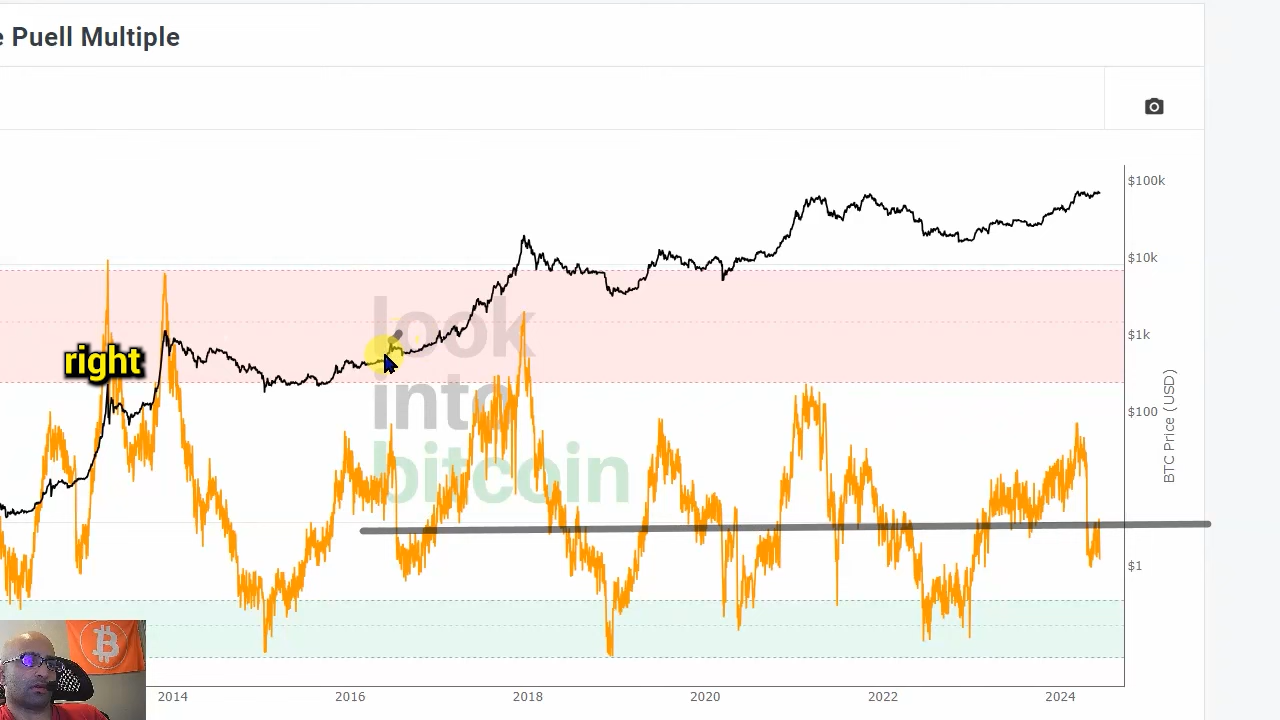 e Puell Multiple
$100k
$10k
$1k
$100
$1
BTC Price (USD)
look
into
bitcoin
right
2014
2016
2018
2020
2022
2024